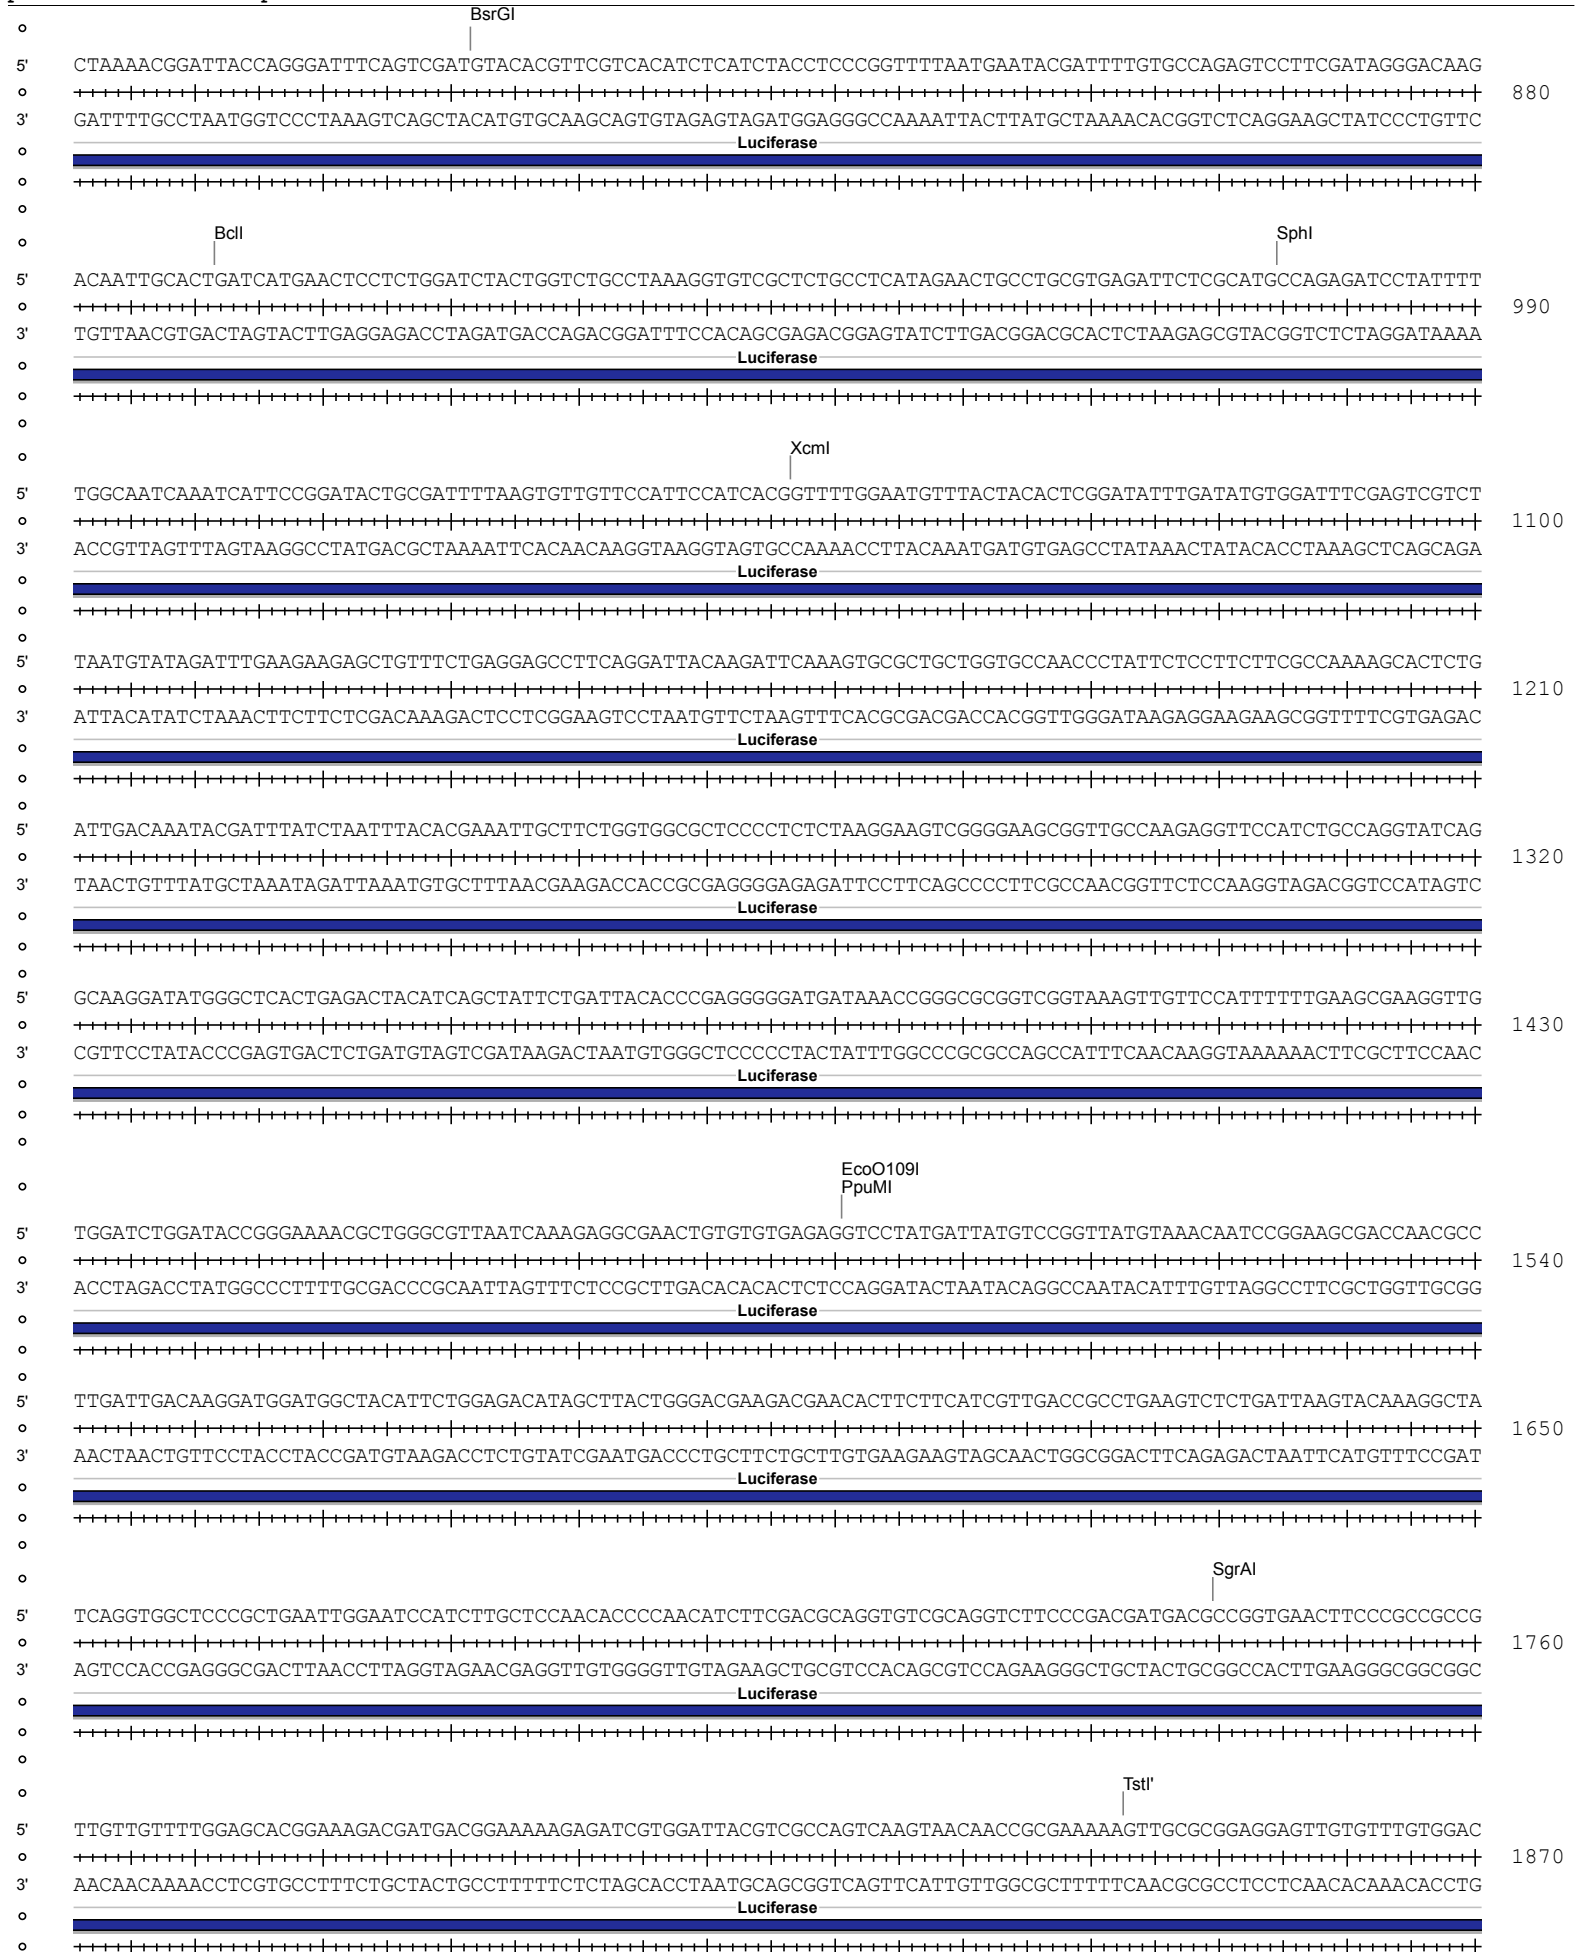 BsrGI
5' CTAAAACGGATTACCAGGGATTTCAGTCGATGTACACGTTCGTCACATCTCATCTACCTCCCGGTTTTAATGAATACGATTTTGTGCCAGAGTCCTTCGATAGGGACAAG
880
3' GATTTTGCCTAATGGTCCCTAAAGTCAGCTACATGTGCAAGCAGTGTAGAGTAGATGGAGGGCCAAAATTACTTATGCTAAAACACGGTCTCAGGAAGCTATCCCTGTTC
Luciferase
BclI SphI
5' ACAATTGCACTGATCATGAACTCCTCTGGATCTACTGGTCTGCCTAAAGGTGTCGCTCTGCCTCATAGAACTGCCTGCGTGAGATTCTCGCATGCCAGAGATCCTATTTT
990
3' TGTTAACGTGACTAGTACTTGAGGAGACCTAGATGACCAGACGGATTTCCACAGCGAGACGGAGTATCTTGACGGACGCACTCTAAGAGCGTACGGTCTCTAGGATAAAA
Luciferase
XcmI
5' TGGCAATCAAATCATTCCGGATACTGCGATTTTAAGTGTTGTTCCATTCCATCACGGTTTTGGAATGTTTACTACACTCGGATATTTGATATGTGGATTTCGAGTCGTCT
1100
3' ACCGTTAGTTTAGTAAGGCCTATGACGCTAAAATTCACAACAAGGTAAGGTAGTGCCAAAACCTTACAAATGATGTGAGCCTATAAACTATACACCTAAAGCTCAGCAGA
Luciferase
5' TAATGTATAGATTTGAAGAAGAGCTGTTTCTGAGGAGCCTTCAGGATTACAAGATTCAAAGTGCGCTGCTGGTGCCAACCCTATTCTCCTTCTTCGCCAAAAGCACTCTG
1210
3' ATTACATATCTAAACTTCTTCTCGACAAAGACTCCTCGGAAGTCCTAATGTTCTAAGTTTCACGCGACGACCACGGTTGGGATAAGAGGAAGAAGCGGTTTTCGTGAGAC
Luciferase
5' ATTGACAAATACGATTTATCTAATTTACACGAAATTGCTTCTGGTGGCGCTCCCCTCTCTAAGGAAGTCGGGGAAGCGGTTGCCAAGAGGTTCCATCTGCCAGGTATCAG
1320
3' TAACTGTTTATGCTAAATAGATTAAATGTGCTTTAACGAAGACCACCGCGAGGGGAGAGATTCCTTCAGCCCCTTCGCCAACGGTTCTCCAAGGTAGACGGTCCATAGTC
Luciferase
5' GCAAGGATATGGGCTCACTGAGACTACATCAGCTATTCTGATTACACCCGAGGGGGATGATAAACCGGGCGCGGTCGGTAAAGTTGTTCCATTTTTTGAAGCGAAGGTTG
1430
3' CGTTCCTATACCCGAGTGACTCTGATGTAGTCGATAAGACTAATGTGGGCTCCCCCTACTATTTGGCCCGCGCCAGCCATTTCAACAAGGTAAAAAACTTCGCTTCCAAC
Luciferase
EcoO109I
PpuMI
5' TGGATCTGGATACCGGGAAAACGCTGGGCGTTAATCAAAGAGGCGAACTGTGTGTGAGAGGTCCTATGATTATGTCCGGTTATGTAAACAATCCGGAAGCGACCAACGCC
1540
3' ACCTAGACCTATGGCCCTTTTGCGACCCGCAATTAGTTTCTCCGCTTGACACACACTCTCCAGGATACTAATACAGGCCAATACATTTGTTAGGCCTTCGCTGGTTGCGG
Luciferase
5' TTGATTGACAAGGATGGATGGCTACATTCTGGAGACATAGCTTACTGGGACGAAGACGAACACTTCTTCATCGTTGACCGCCTGAAGTCTCTGATTAAGTACAAAGGCTA
1650
3' AACTAACTGTTCCTACCTACCGATGTAAGACCTCTGTATCGAATGACCCTGCTTCTGCTTGTGAAGAAGTAGCAACTGGCGGACTTCAGAGACTAATTCATGTTTCCGAT
Luciferase
SgrAI
5' TCAGGTGGCTCCCGCTGAATTGGAATCCATCTTGCTCCAACACCCCAACATCTTCGACGCAGGTGTCGCAGGTCTTCCCGACGATGACGCCGGTGAACTTCCCGCCGCCG
1760
3' AGTCCACCGAGGGCGACTTAACCTTAGGTAGAACGAGGTTGTGGGGTTGTAGAAGCTGCGTCCACAGCGTCCAGAAGGGCTGCTACTGCGGCCACTTGAAGGGCGGCGGC
Luciferase
TstI'
5' TTGTTGTTTTGGAGCACGGAAAGACGATGACGGAAAAAGAGATCGTGGATTACGTCGCCAGTCAAGTAACAACCGCGAAAAAGTTGCGCGGAGGAGTTGTGTTTGTGGAC
1870
3' AACAACAAAACCTCGTGCCTTTCTGCTACTGCCTTTTTCTCTAGCACCTAATGCAGCGGTCAGTTCATTGTTGGCGCTTTTTCAACGCGCCTCCTCAACACAAACACCTG
Luciferase